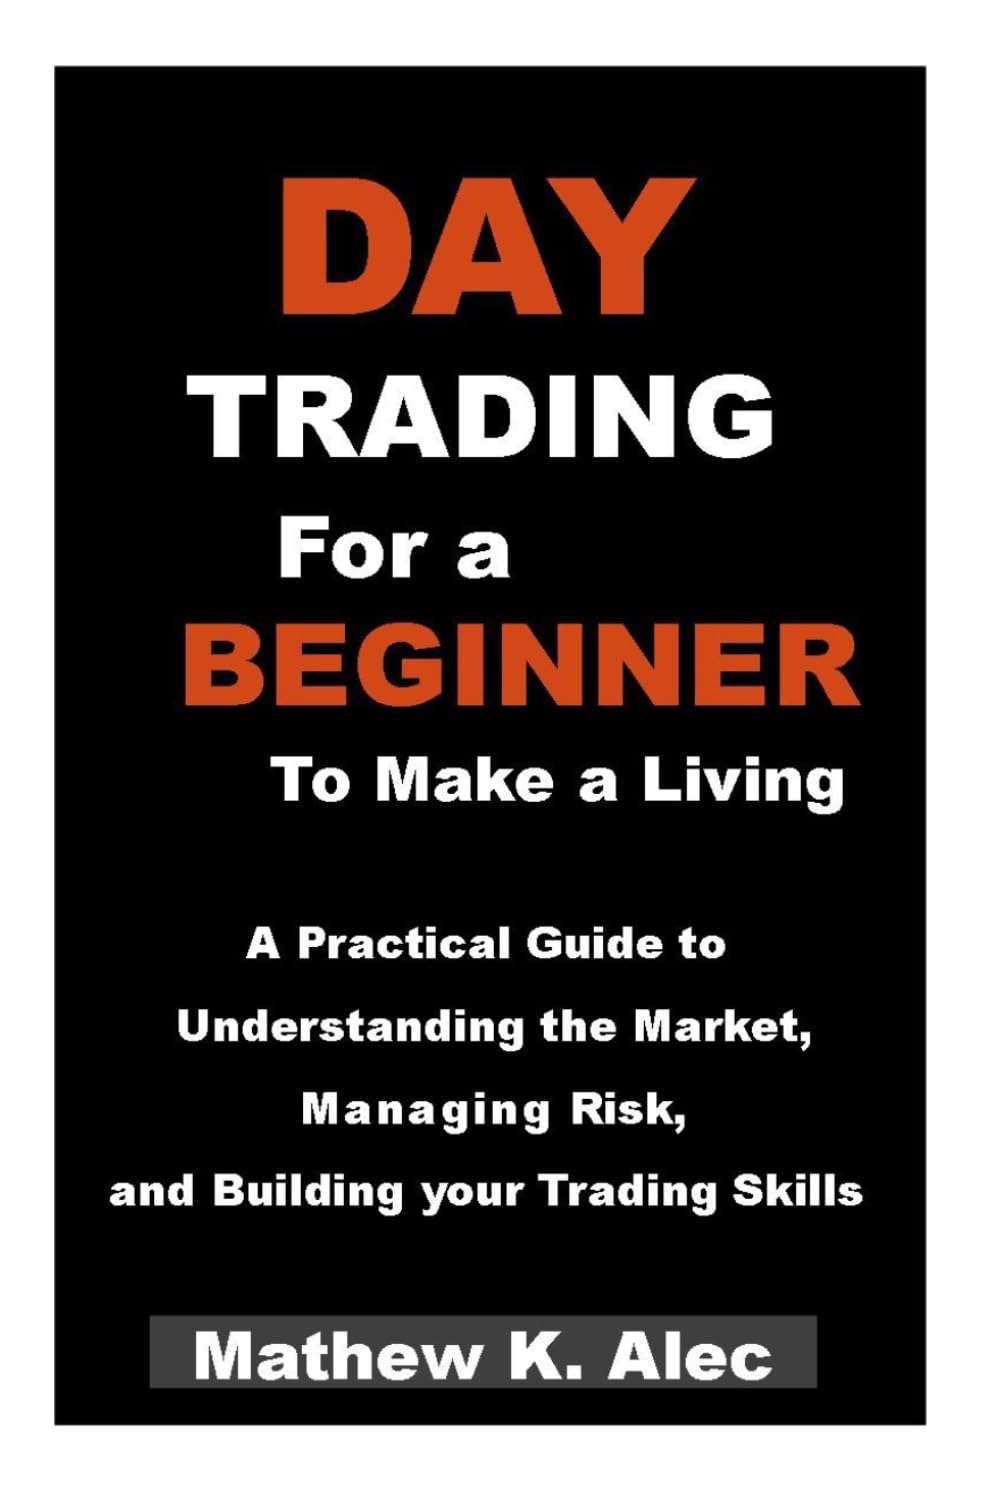 DAY
TRADING
For a
BEGINNER
To Make a Living
A Practical Guide to
Understanding the Market,
Managing Risk,
and Building your Trading Skills
Mathew K. Alec